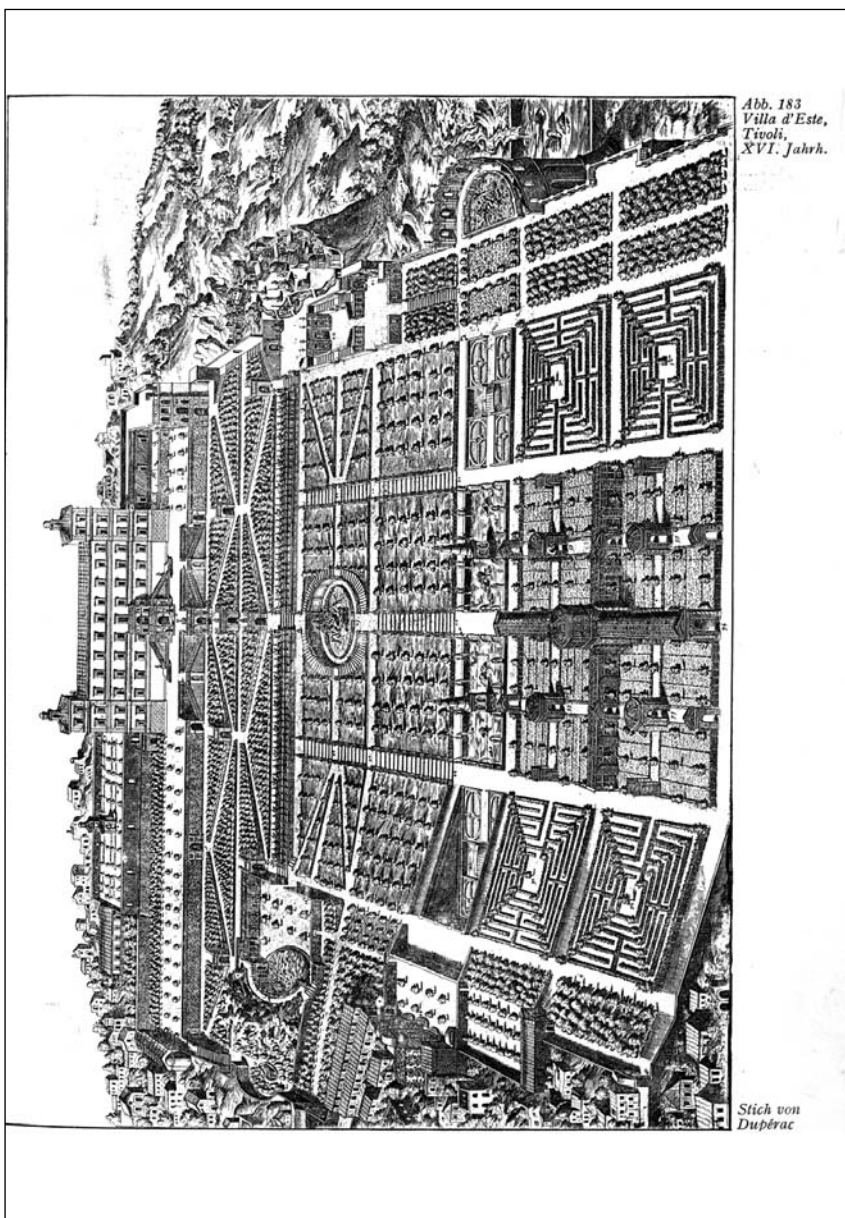 Abb. 183
Villa d'Este,
Tivoli,
XVI. Jahrh.
Stich von
Dupérac